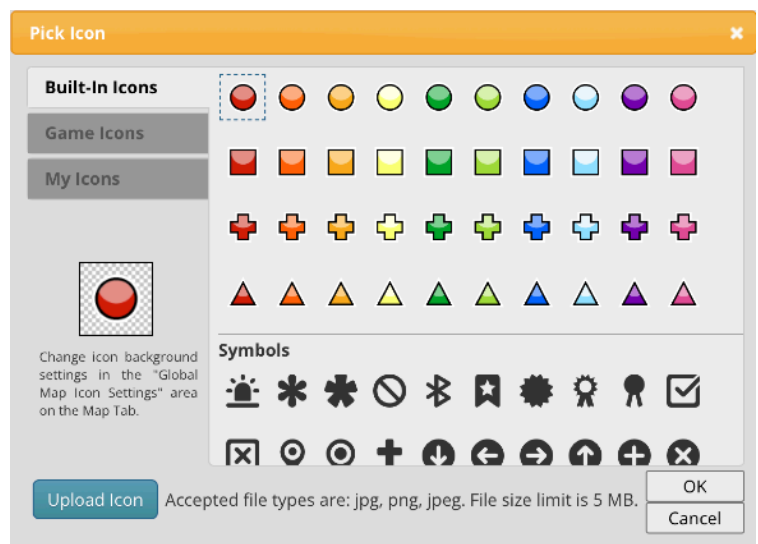 Pick Icon
Built-In Icons
Game Icons
My Icons
Change icon background
settings in the "Global
Map Icon Settings" area
on the Map Tab.
Symbols
Upload Icon
Accepted file types are: jpg, png, jpeg. File size limit is 5 MB.
OK
Cancel